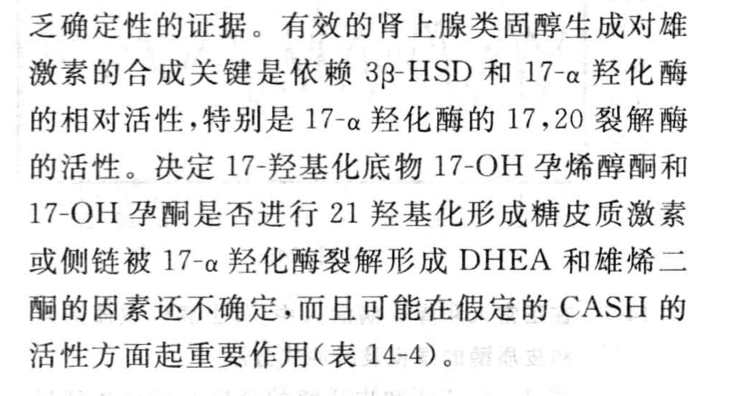 乏确定性的证据。有效的肾上腺类固醇生成对雄
激素的合成关键是依赖 3β-HSD 和 17-α 羟化酶
的相对活性,特别是 17-α 羟化酶的 17,20 裂解酶
的活性。决定 17-羟基化底物 17-OH 孕烯醇酮和
17-OH 孕酮是否进行 21 羟基化形成糖皮质激素
或侧链被 17-α 羟化酶裂解形成 DHEA 和雄烯二
酮的因素还不确定,而且可能在假定的 CASH 的
活性方面起重要作用(表 14-4)。